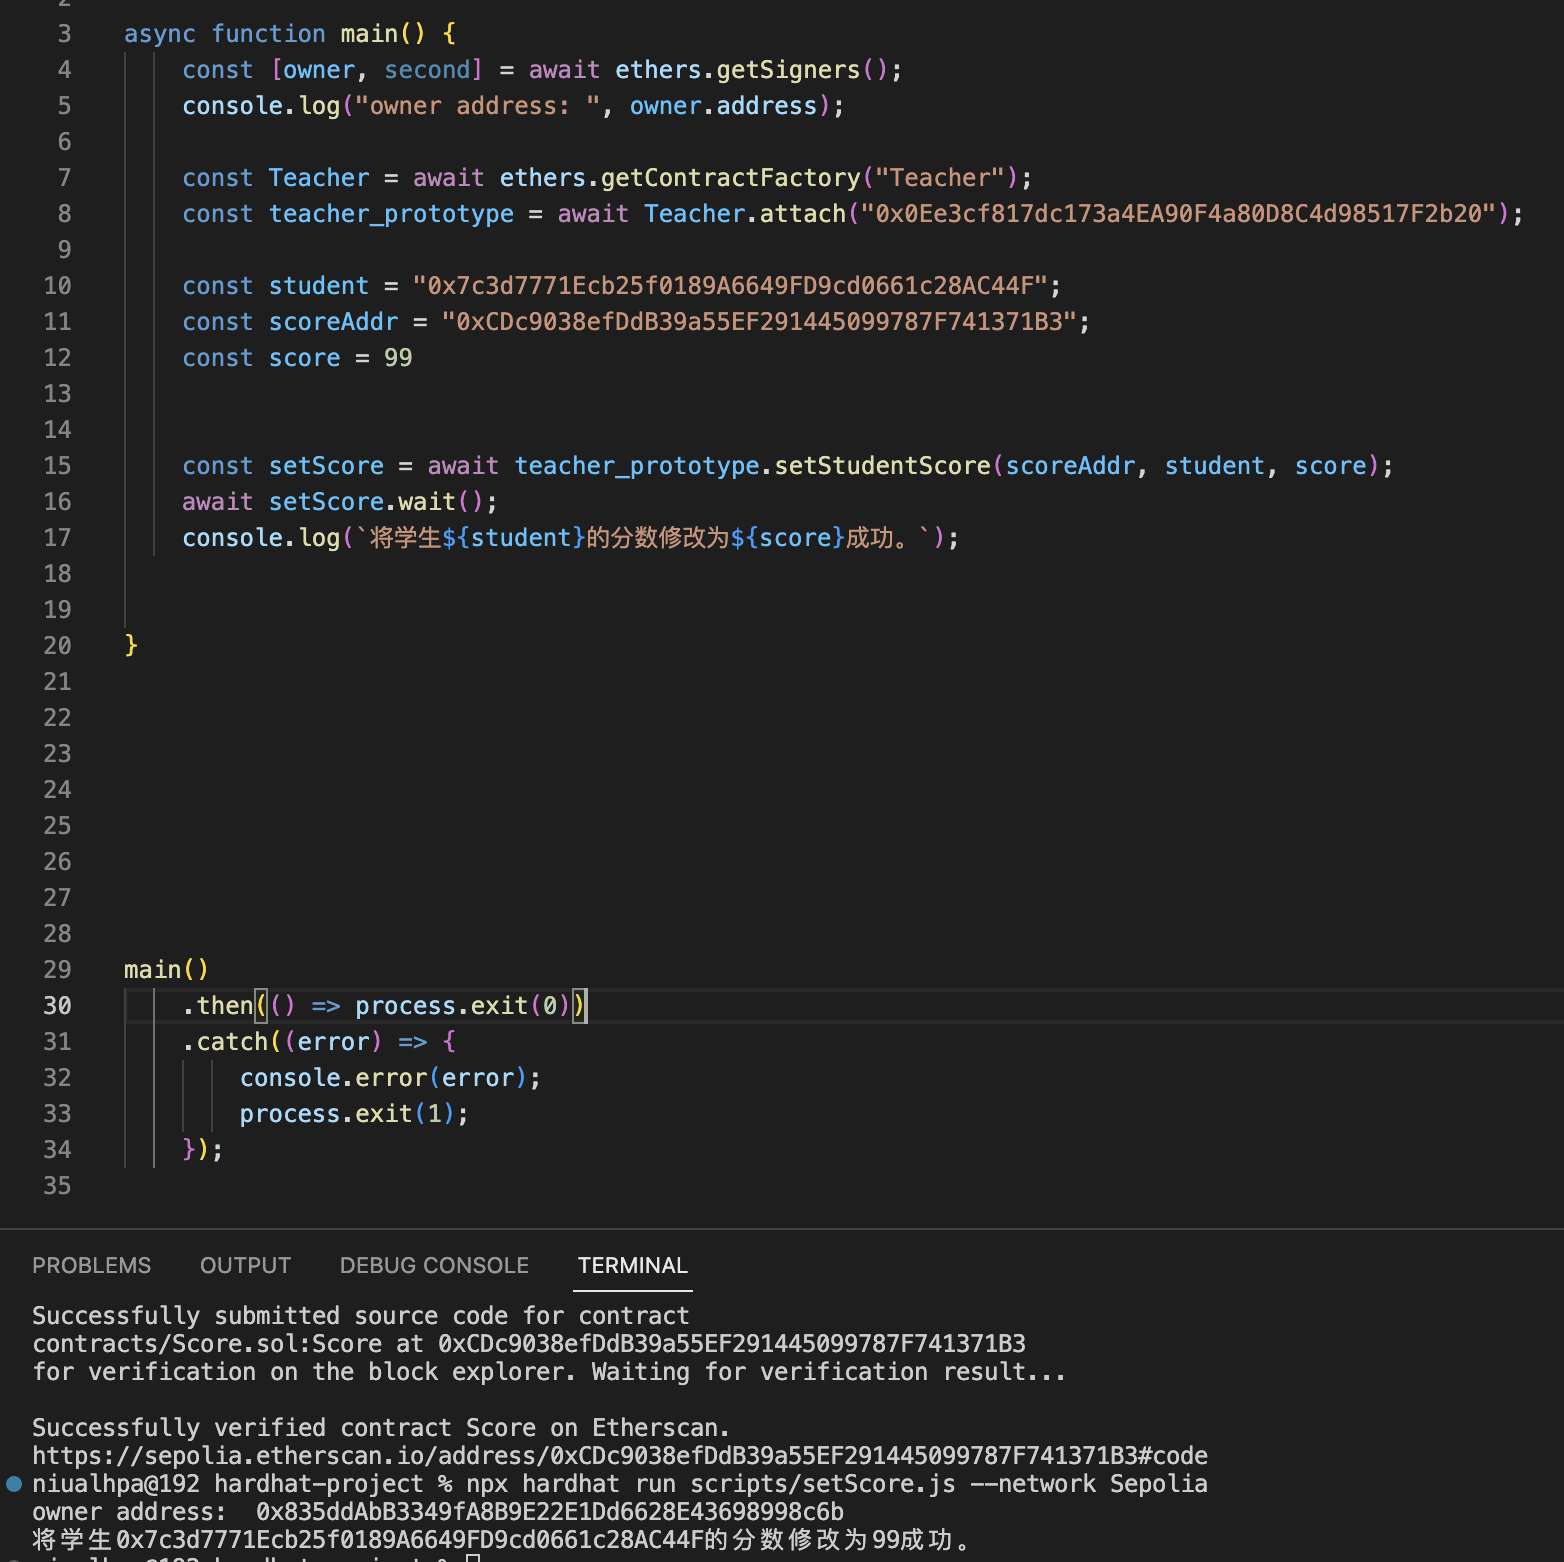 2
3 async function main() {
4 const [owner, second] = await ethers.getSigners();
5 console.log("owner address: ", owner.address);
6
7 const Teacher = await ethers.getContractFactory("Teacher");
8 const teacher_prototype = await Teacher.attach("0x0Ee3cf817dc173a4EA90F4a80D8C4d98517F2b20");
9
10 const student = "0x7c3d7771Ecb25f0189A6649FD9cd0661c28AC44F";
11 const scoreAddr = "0xCDc9038efDdB39a55EF291445099787F741371B3";
12 const score = 99
13
14
15 const setScore = await teacher_prototype.setStudentScore(scoreAddr, student, score);
16 await setScore.wait();
17 console.log(`将学生${student}的分数修改为${score}成功。`);
18
19
20 }
21
22
23
24
25
26
27
28
29 main()
30 .then(() => process.exit(0))
31 .catch((error) => {
32 console.error(error);
33 process.exit(1);
34 });
35
PROBLEMS OUTPUT DEBUG CONSOLE TERMINAL
Successfully submitted source code for contract
contracts/Score.sol:Score at 0xCDc9038efDdB39a55EF291445099787F741371B3
for verification on the block explorer. Waiting for verification result...
Successfully verified contract Score on Etherscan.
https://sepolia.etherscan.io/address/0xCDc9038efDdB39a55EF291445099787F741371B3#code
niualhpa@192 hardhat-project % npx hardhat run scripts/setScore.js --network Sepolia
owner address:  0x835ddAbB3349fA8B9E22E1Dd6628E43698998c6b
将学生0x7c3d7771Ecb25f0189A6649FD9cd0661c28AC44F的分数修改为99成功。
niualhpa@192 hardhat-project %